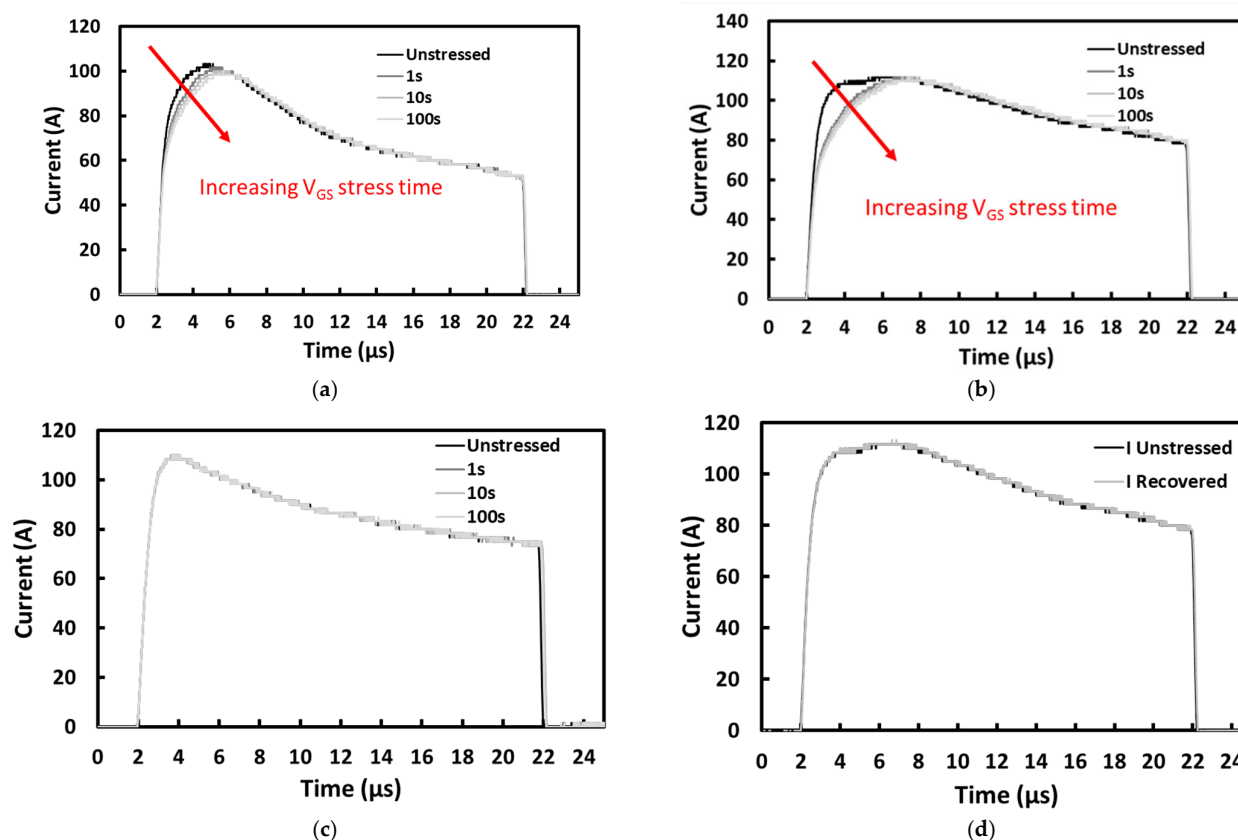 120
100
80
60
40
20
0
Current (A)
Unstressed
1s
10s
100s
Increasing VGS stress time
0 2 4 6 8 10 12 14 16 18 20 22 24
Time (µs)
(a)
140
120
100
80
60
40
20
0
Current (A)
Unstressed
1s
10s
100s
Increasing VGS stress time
0 2 4 6 8 10 12 14 16 18 20 22 24
Time (µs)
(b)
120
100
80
60
40
20
0
Current (A)
Unstressed
1s
10s
100s
0 2 4 6 8 10 12 14 16 18 20 22 24
Time (µs)
(c)
120
100
80
60
40
20
0
Current (A)
I Unstressed
I Recovered
0 2 4 6 8 10 12 14 16 18 20 22 24
Time (µs)
(d)